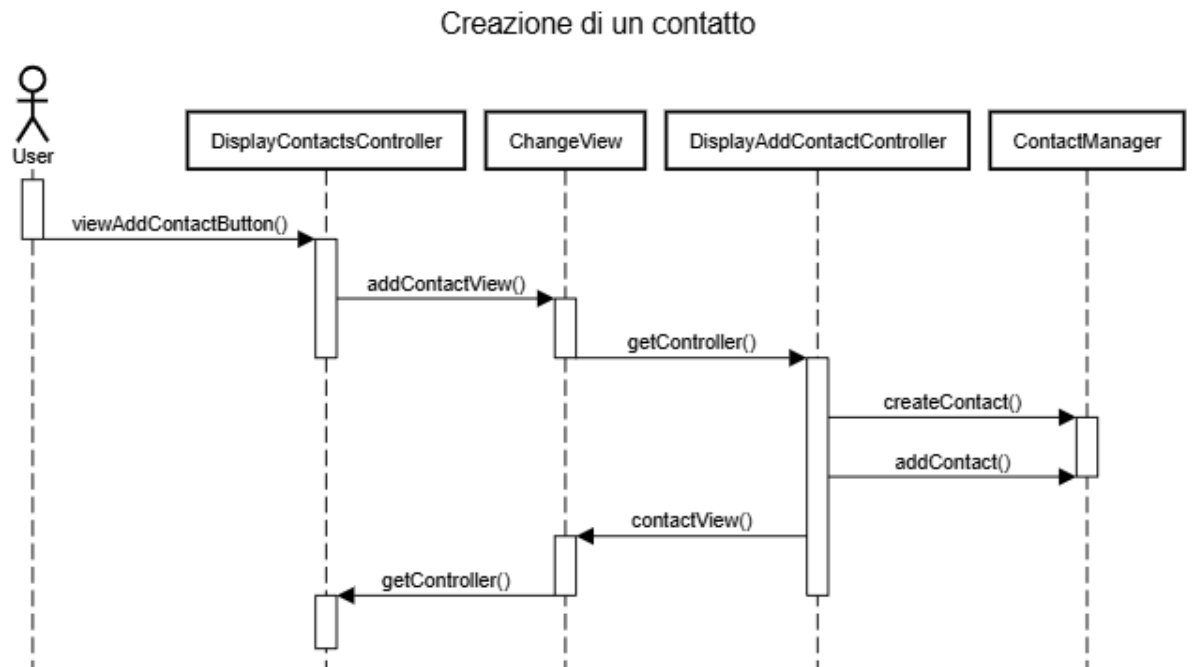 Creazione di un contatto
User
DisplayContactsController
ChangeView
DisplayAddContactController
ContactManager
viewAddContactButton()
addContactView()
getController()
createContact()
addContact()
contactView()
getController()